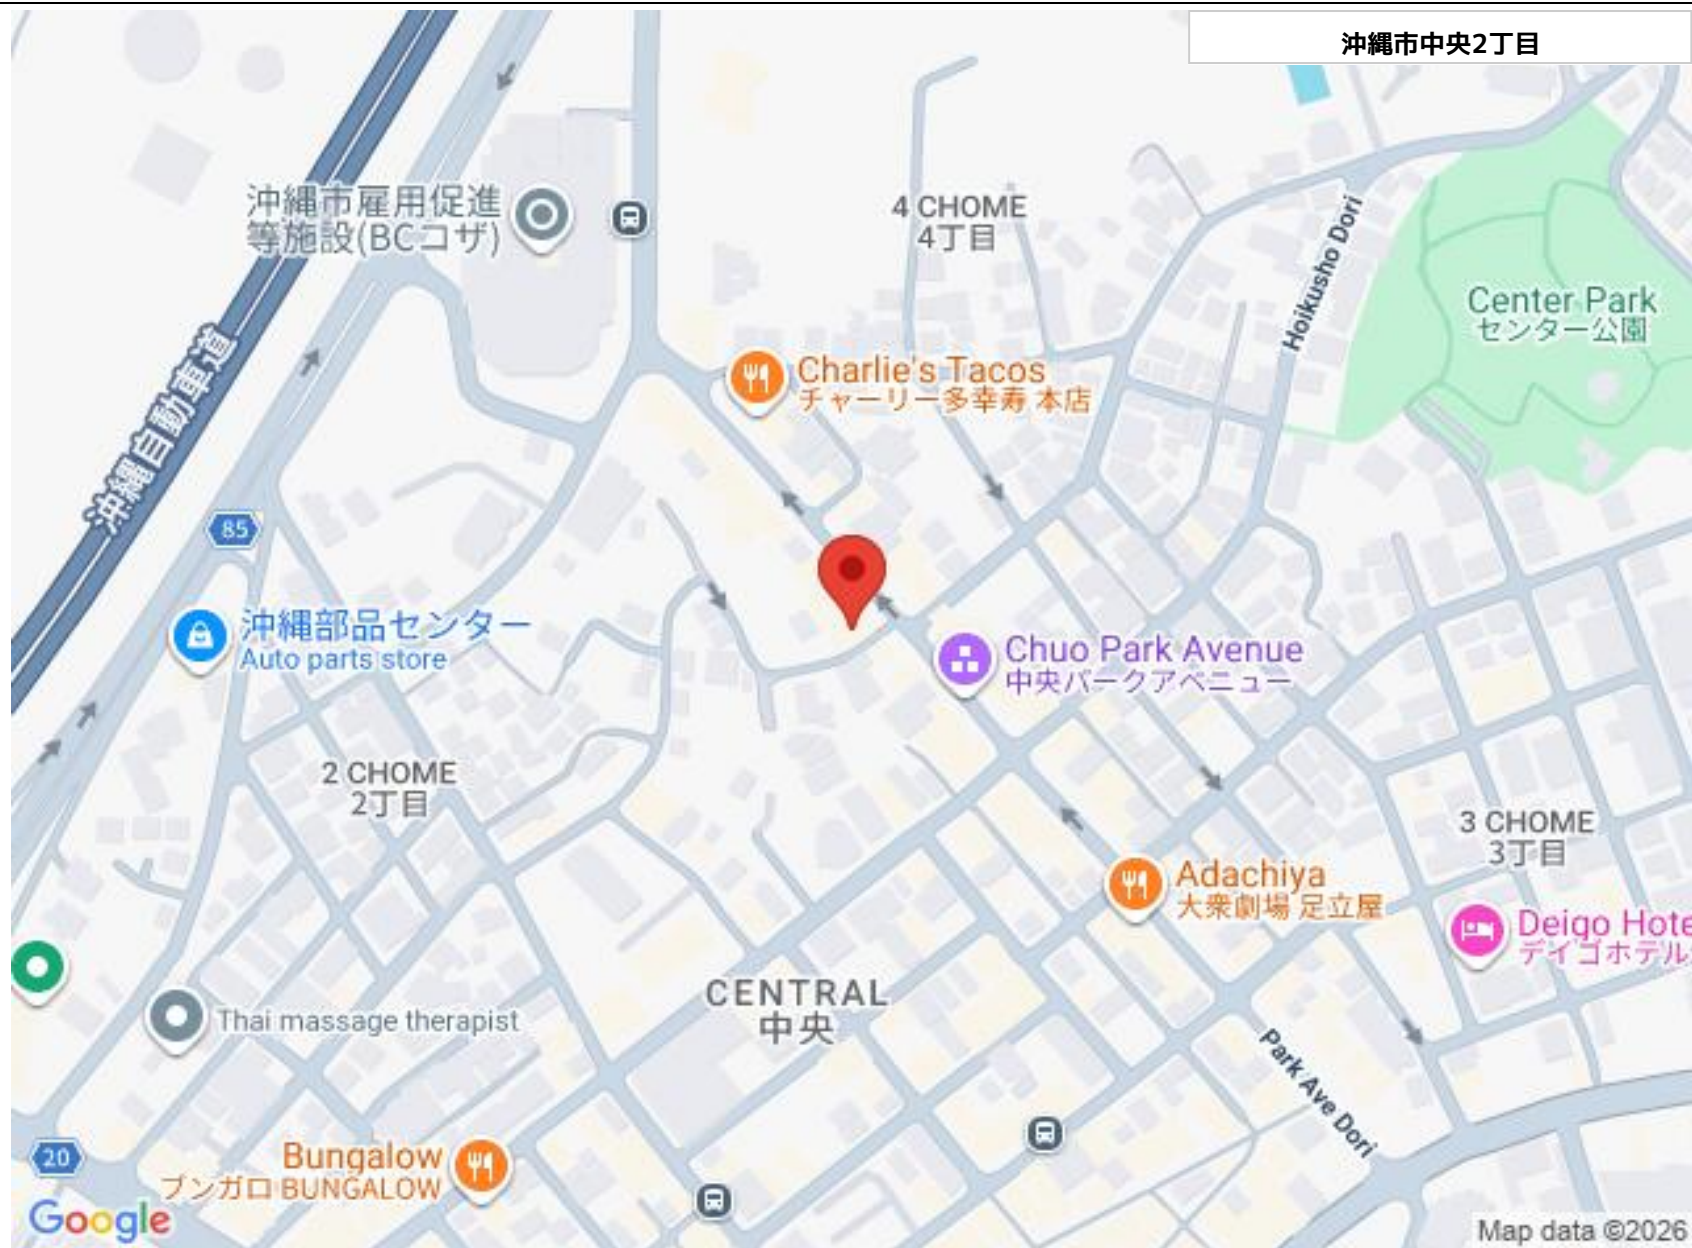 沖縄市中央2丁目
沖縄市雇用促進
等施設(BCコザ)
4 CHOME
4丁目
Hoikusho Dori
Center Park
センター公園
沖縄自動車道
Charlie's Tacos
チャーリー多幸寿 本店
85
沖縄部品センター
Auto parts store
Chuo Park Avenue
中央パークアベニュー
2 CHOME
2丁目
3 CHOME
3丁目
Adachiya
大衆劇場 足立屋
Deigo Hote
デイゴホテル
CENTRAL
中央
Thai massage therapist
Park Ave Dori
20
Bungalow
ブンガロ BUNGALOW
Google
Map data ©2026